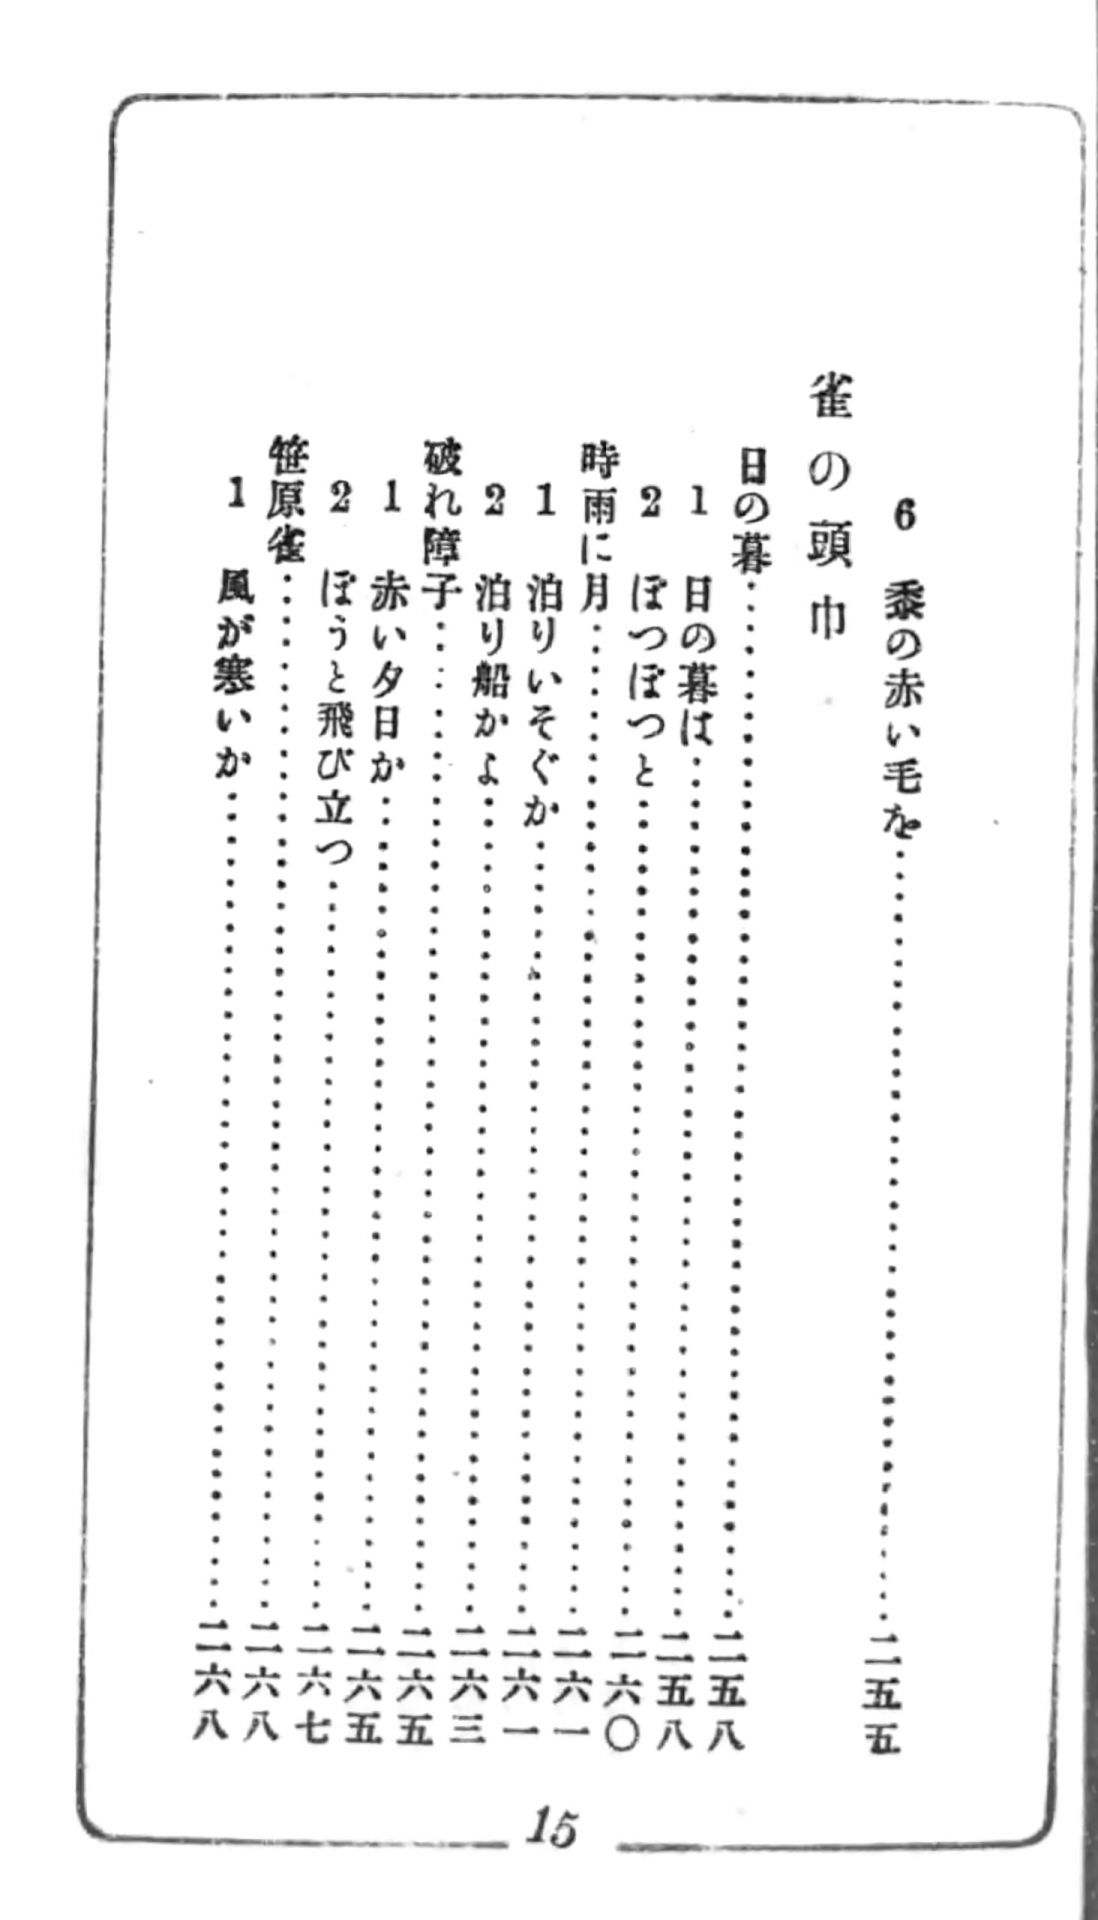 6 黍の赤い毛を…………二五五
雀の頭巾
日の暮…………二五八
1 日の暮は…………二五八
2 ぽつぽつと…………二六〇
時雨に月…………二六一
1 泊りいそぐか…………二六一
2 泊り船かよ…………二六三
破れ障子…………二六五
1 赤い夕日か…………二六五
2 ぽうと飛び立つ…………二六七
笹原雀…………二六八
1 風が寒いか…………二六八
15